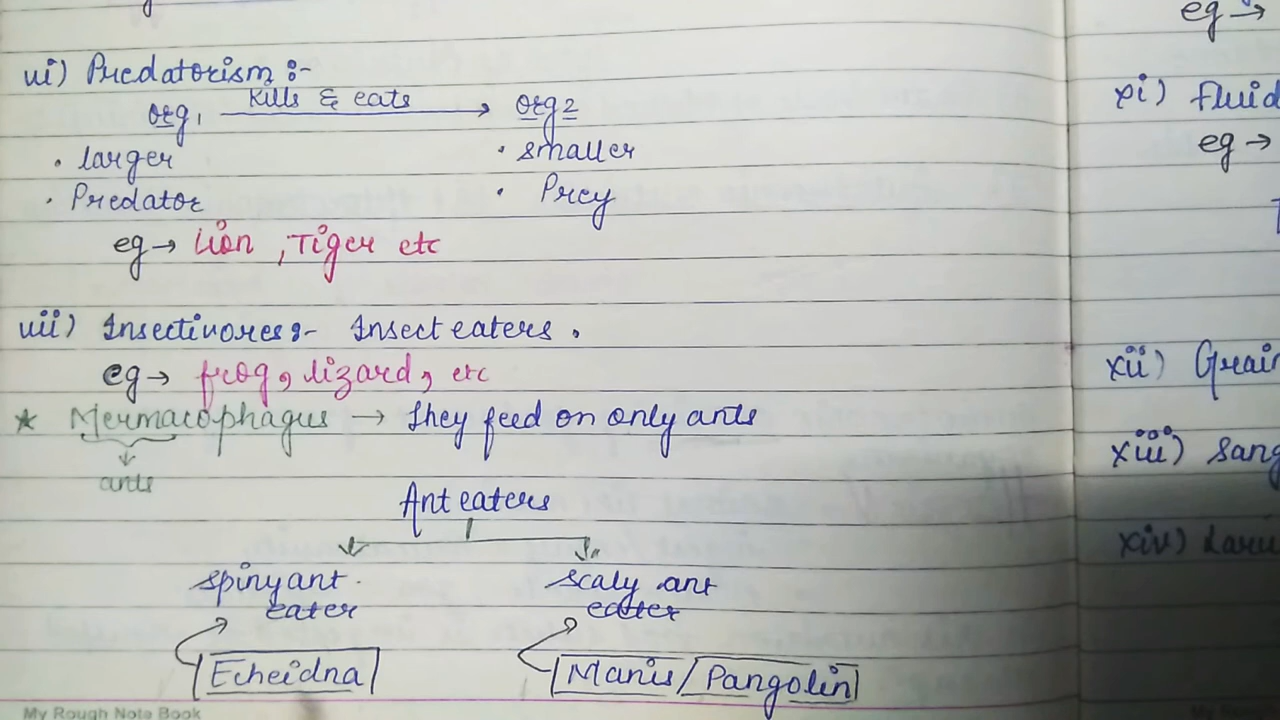 vi) Predatorism :-
org1 Kills & eats → org2
• larger • smaller
• Predator • Prey
eg → Lion, Tiger etc
vii) Insectivores :- Insect eaters.
eg → frog, lizard, etc
* Mermacophagus → They feed on only ants
ants
Ant eaters
spiny ant eater
scaly ant eater
Echeidna
Manis/Pangolin
My Rough Note Book
eg →
xi) fluid
eg →
xii) Grain
xiii) Sang
xiv)